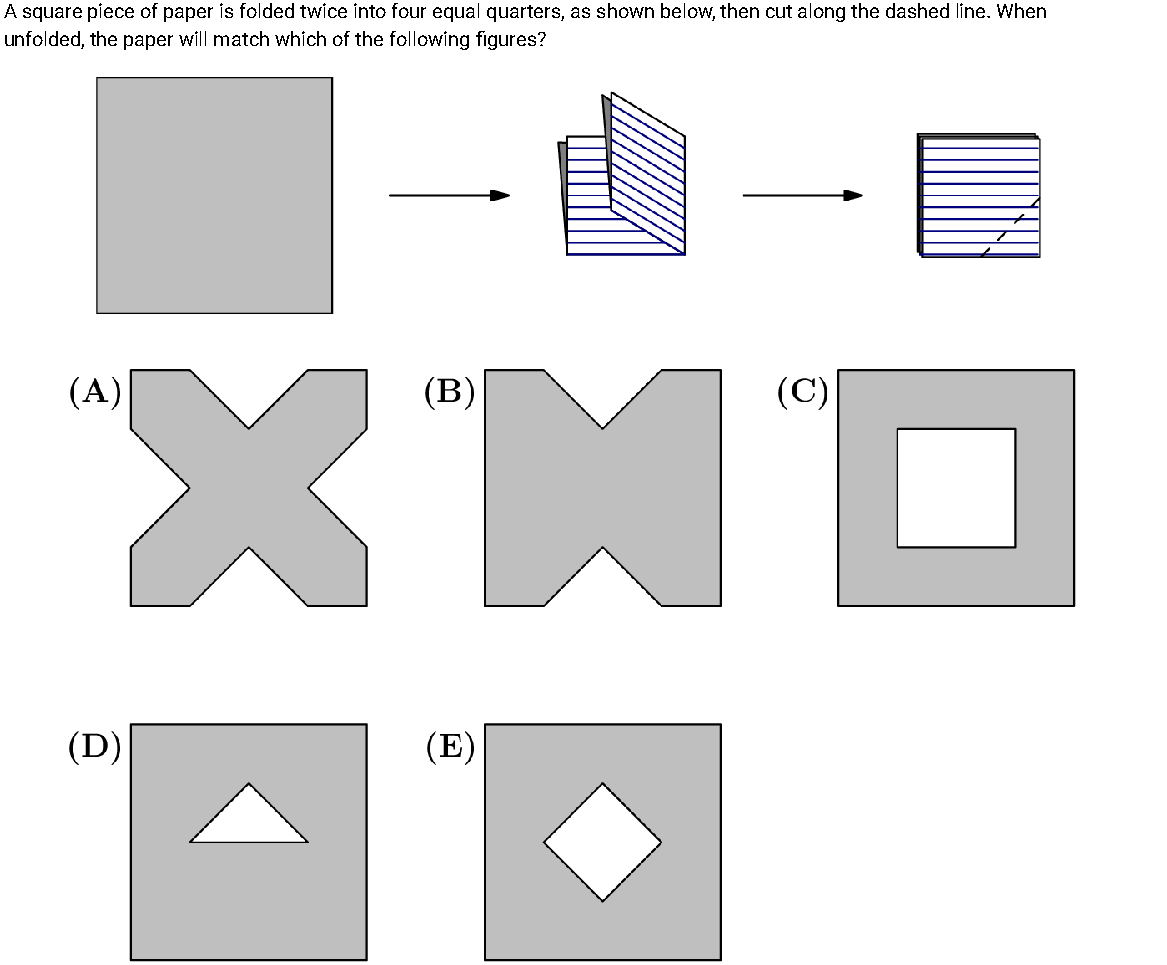 A square piece of paper is folded twice into four equal quarters, as shown below, then cut along the dashed line. When
unfolded, the paper will match which of the following figures?
(A)
(B)
(C)
(D)
(E)